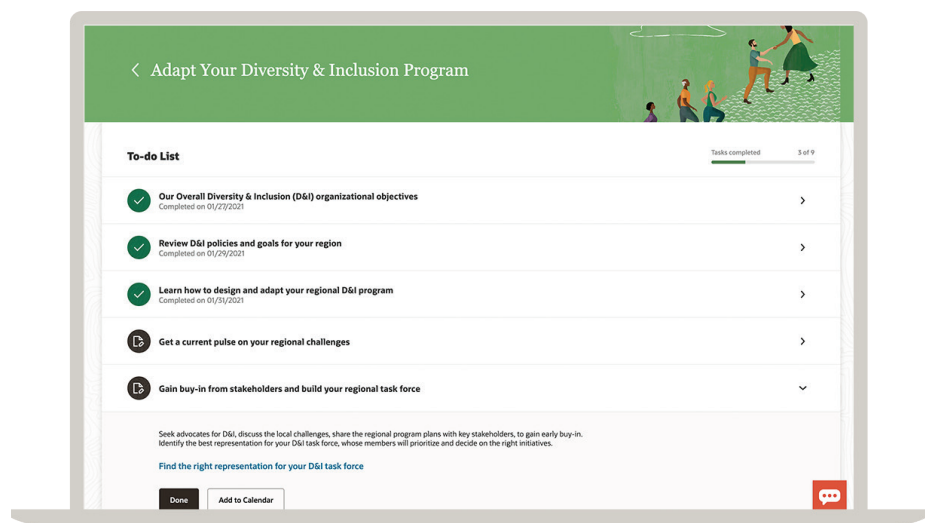 Adapt Your Diversity & Inclusion Program
To-do List
Tasks completed 3 of 9
Our Overall Diversity & Inclusion (D&I) organizational objectives
Completed on 01/27/2021
Review D&I policies and goals for your region
Completed on 01/29/2021
Learn how to design and adapt your regional D&I program
Completed on 01/31/2021
Get a current pulse on your regional challenges
Gain buy-in from stakeholders and build your regional task force
Seek advocates for D&I, discuss the local challenges, share the regional program plans with key stakeholders, to gain early buy-in.
Identify the best representation for your D&I task force, whose members will prioritize and decide on the right initiatives.
Find the right representation for your D&I task force
Done Add to Calendar